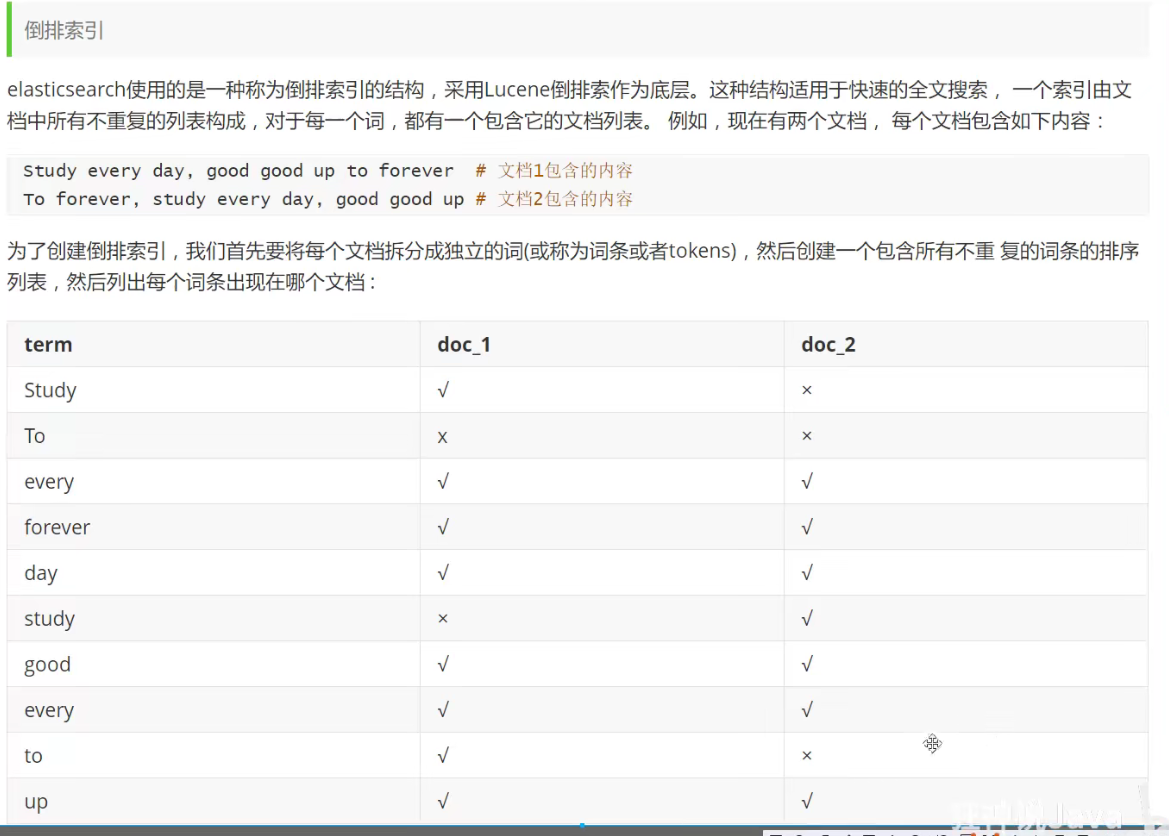 倒排索引
elasticsearch使用的是一种称为倒排索引的结构，采用Lucene倒排索作为底层。这种结构适用于快速的全文搜索， 一个索引由文
档中所有不重复的列表构成，对于每一个词，都有一个包含它的文档列表。 例如，现在有两个文档， 每个文档包含如下内容：
Study every day, good good up to forever # 文档1包含的内容
To forever, study every day, good good up # 文档2包含的内容
为了创建倒排索引，我们首先要将每个文档拆分成独立的词(或称为词条或者tokens)，然后创建一个包含所有不重 复的词条的排序
列表，然后列出每个词条出现在哪个文档：
term doc_1 doc_2
Study √ ×
To x ×
every √ √
forever √ √
day √ √
study × √
good √ √
every √ √
to √ ×
up √ √